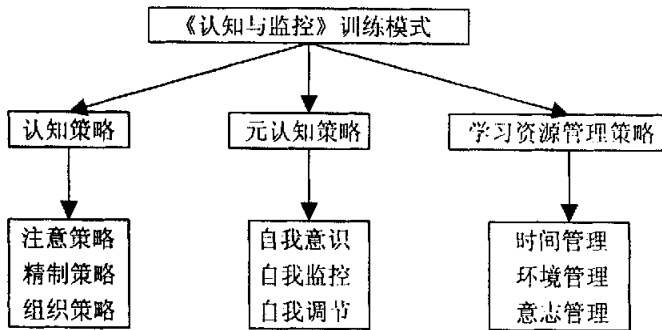 《认知与监控》训练模式
认知策略
元认知策略
学习资源管理策略
注意策略
精制策略
组织策略
自我意识
自我监控
自我调节
时间管理
环境管理
意志管理